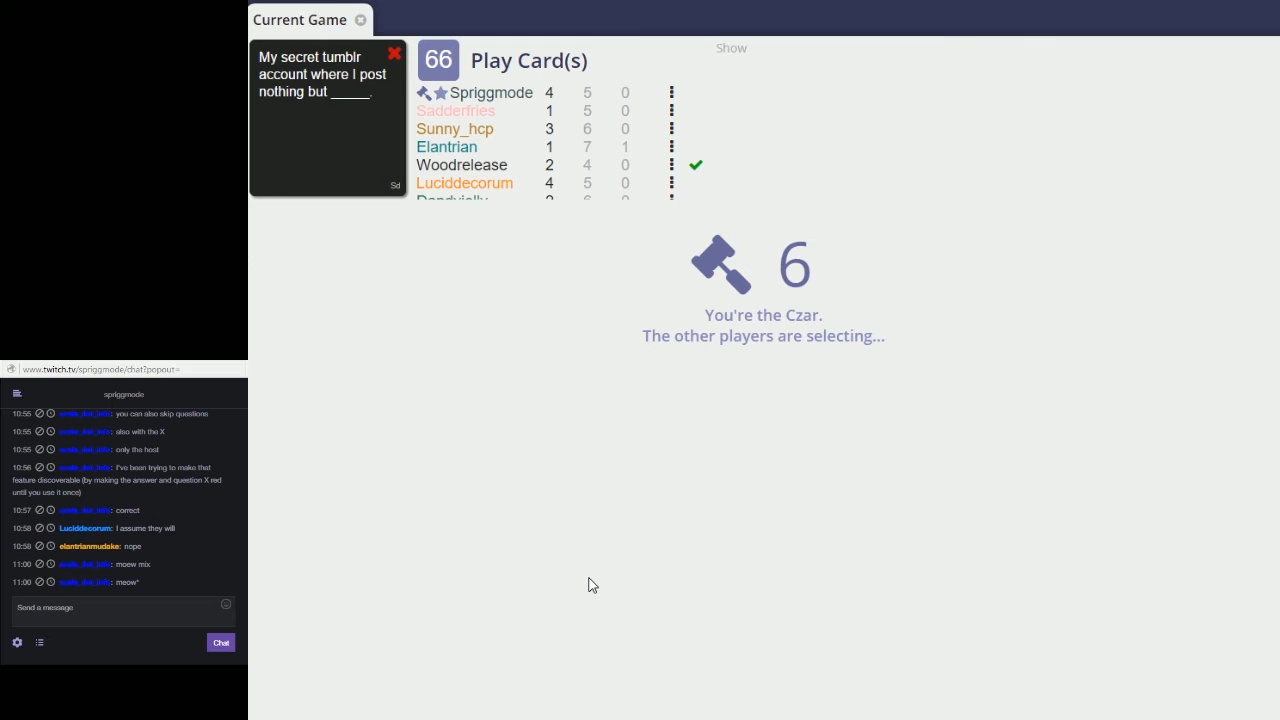 Current Game
My secret tumblr
account where I post
nothing but _____.
Sd
66 Play Card(s)
Show
Spriggmode 4 5 0
Sadderfries 1 5 0
Sunny_hcp 3 6 0
Elantrian 1 7 1
Woodrelease 2 4 0
Luciddecorum 4 5 0
6
You're the Czar.
The other players are selecting...
www.twitch.tv/spriggmode/chat?popout=
spriggmode
10:55 : you can also skip questions
10:55 : also with the X
10:55 : only the host
10:56 : I've been trying to make that
feature discoverable (by making the answer and question X red
until you use it once)
10:57 : correct
10:58 Luciddecorum: I assume they will
10:58 elantrianmudake: nope
11:00 : moew mix
11:00 : meow*
Send a message
Chat